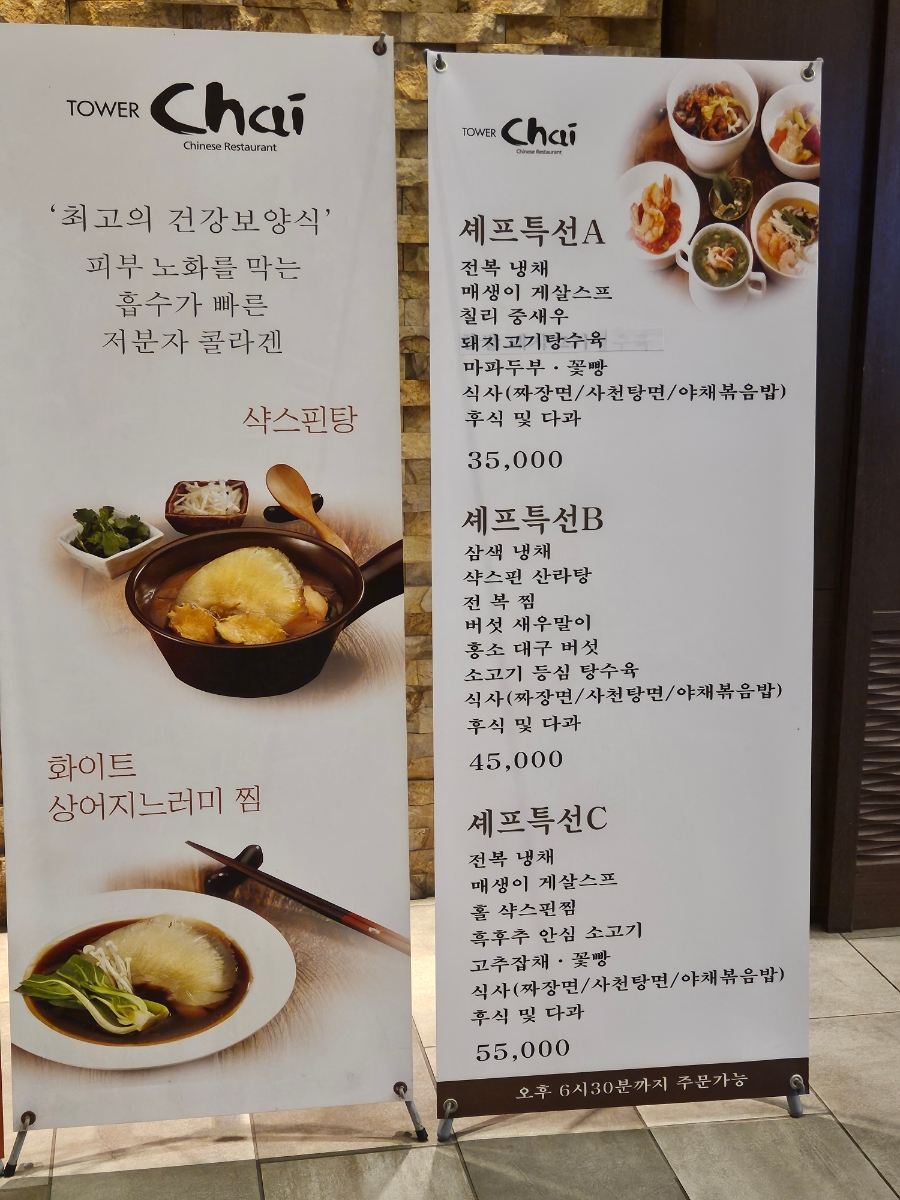 TOWER Chai
Chinese Restaurant
‘최고의 건강보양식’
피부 노화를 막는
흡수가 빠른
저분자 콜라겐
샥스핀탕
화이트
상어지느러미 찜
TOWER Chai
Chinese Restaurant
셰프특선A
전복 냉채
매생이 게살스프
칠리 중새우
돼지고기탕수육
마파두부·꽃빵
식사(짜장면/사천탕면/야채볶음밥)
후식 및 다과
35,000
셰프특선B
삼색 냉채
샥스핀 산라탕
전 복 찜
버섯 새우말이
홍소 대구 버섯
소고기 등심 탕수육
식사(짜장면/사천탕면/야채볶음밥)
후식 및 다과
45,000
셰프특선C
전복 냉채
매생이 게살스프
홀 샥스핀찜
흑후추 안심 소고기
고추잡채·꽃빵
식사(짜장면/사천탕면/야채볶음밥)
후식 및 다과
55,000
오후 6시30분까지 주문가능